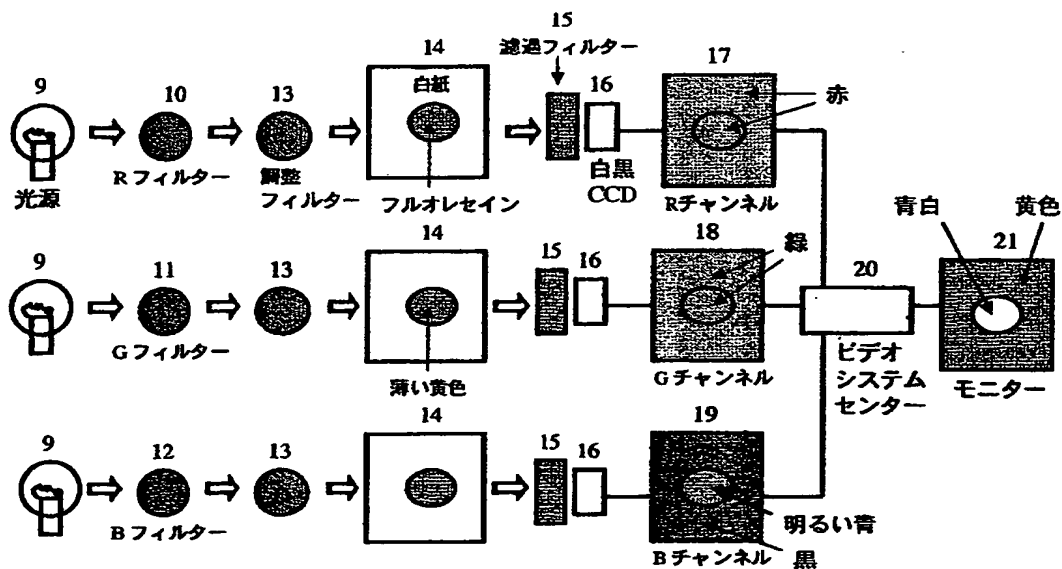 15
濾過フィルター
9
10
13
14
白紙
16
17
赤
光源
Rフィルター
調整
フィルター
フルオレセイン
白黒
CCD
Rチャンネル
9
11
13
14
15
16
18
緑
20
青白
黄色
21
Gフィルター
薄い黄色
Gチャンネル
ビデオ
システム
センター
モニター
9
12
13
14
15
16
19
Bフィルター
明るい青
Bチャンネル
黒